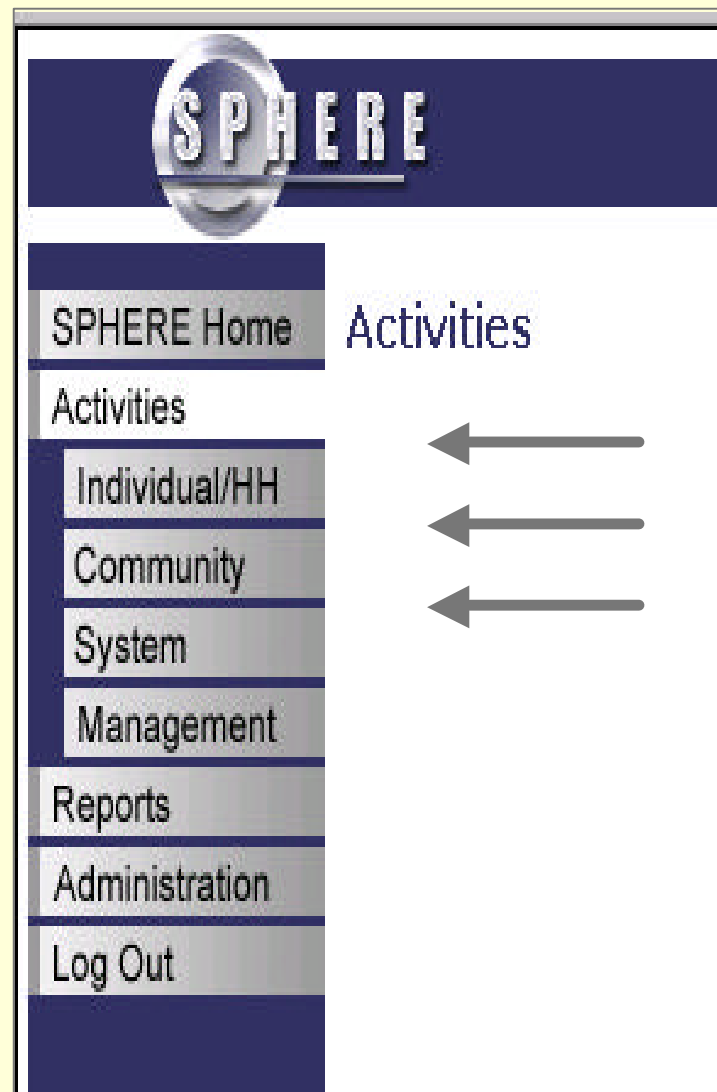 SPHERE
SPHERE Home
Activities
Activities
Individual/HH
Community
System
Management
Reports
Administration
Log Out